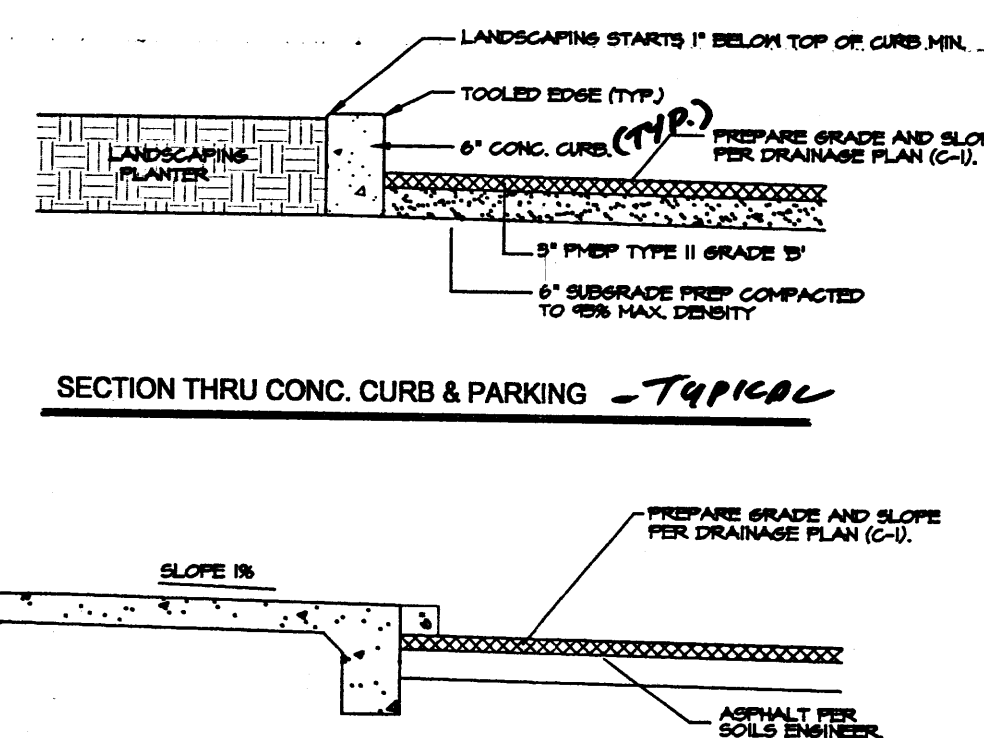 LANDSCAPING STARTS 1" BELOW TOP OF CURB MIN.
TOOLED EDGE (TYP.)
6" CONC. CURB. (TYP.)
PREPARE GRADE AND SLOP
PER DRAINAGE PLAN (C-1).
LANDSCAPING
PLANTER
3" PMBP TYPE II GRADE 'B'
6" SUBGRADE PREP COMPACTED
TO 95% MAX. DENSITY
SECTION THRU CONC. CURB & PARKING - TYPICAL
PREPARE GRADE AND SLOPE
PER DRAINAGE PLAN (C-1).
SLOPE 1%
ASPHALT PER
SOILS ENGINEER